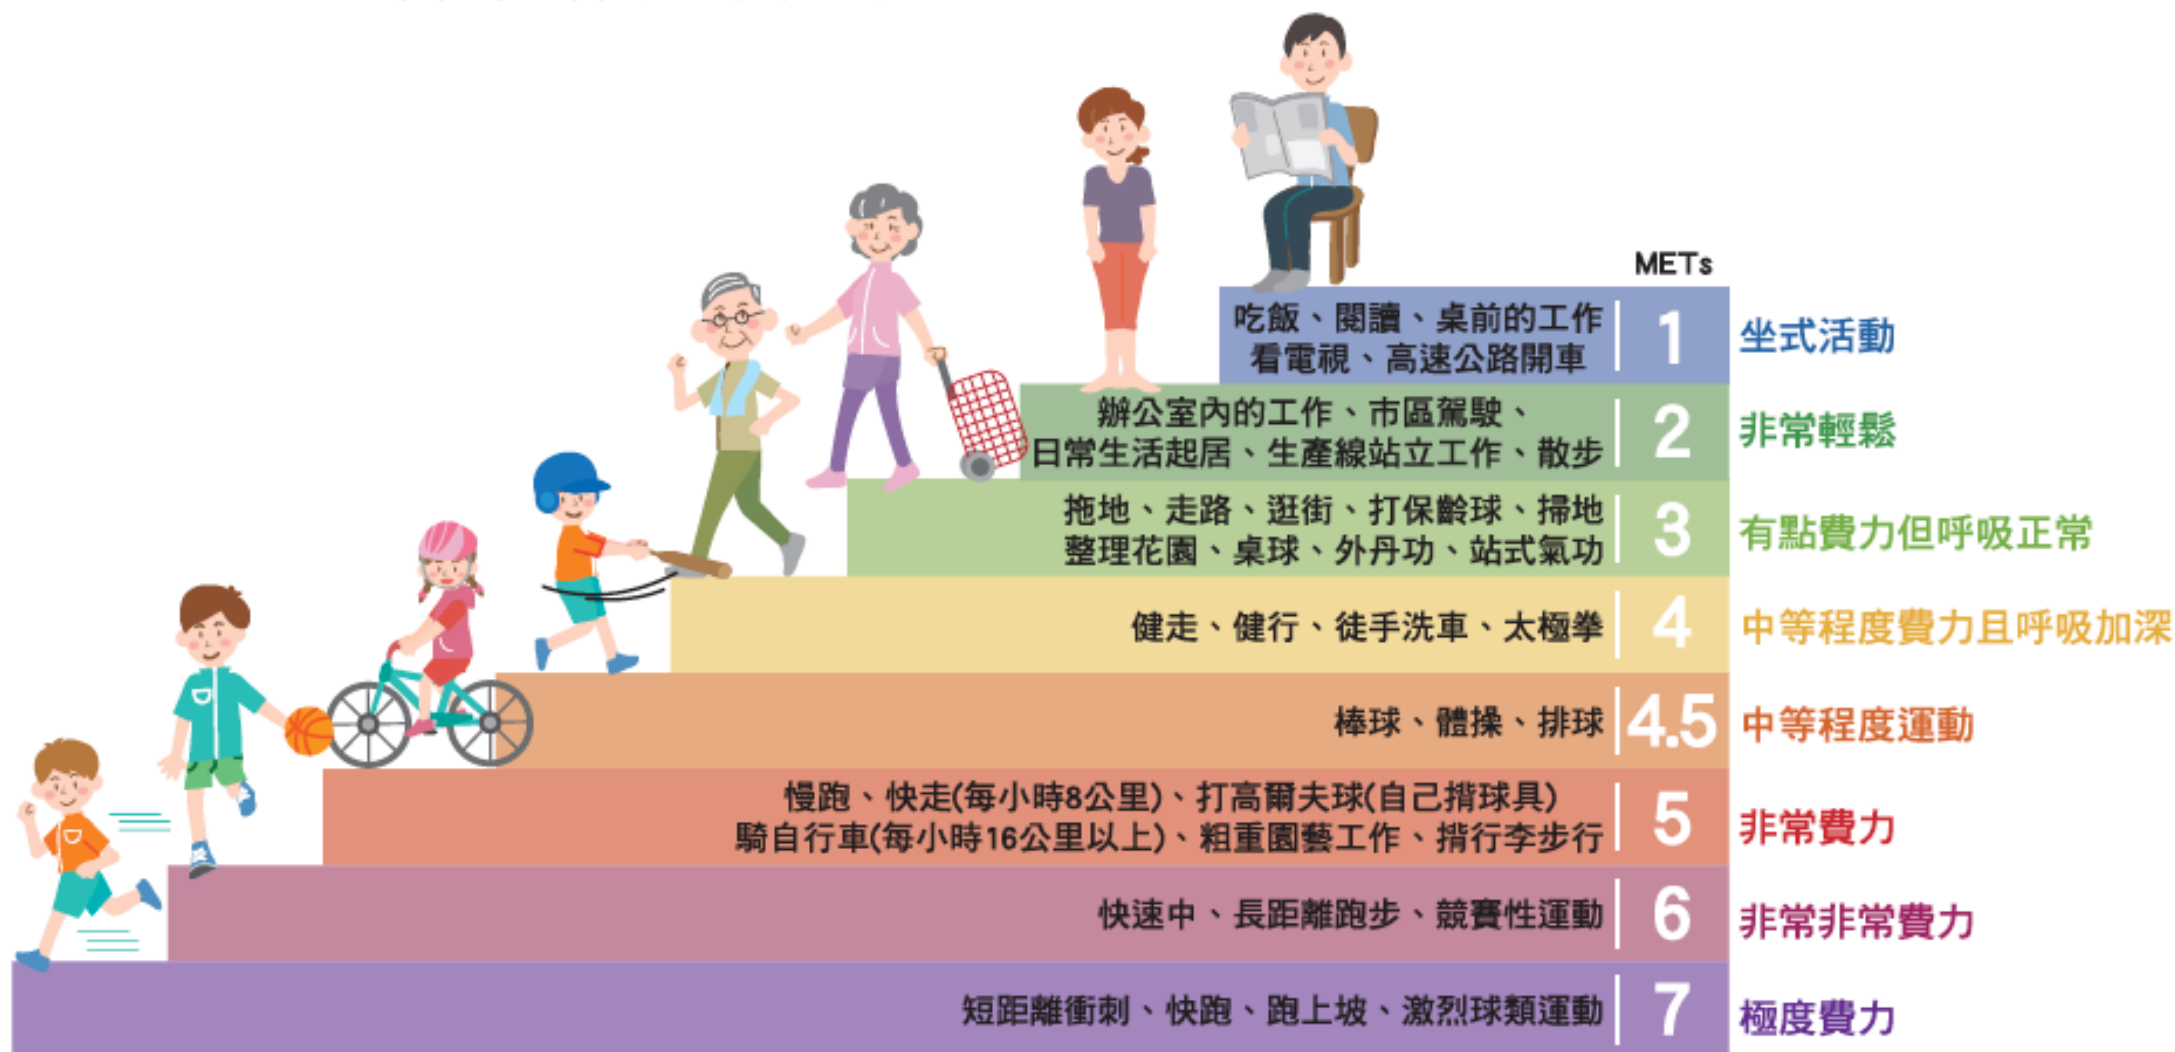 METs
吃飯、閱讀、桌前的工作
看電視、高速公路開車
1
坐式活動
辦公室內的工作、市區駕駛、
日常生活起居、生產線站立工作、散步
2
非常輕鬆
拖地、走路、逛街、打保齡球、掃地
整理花園、桌球、外丹功、站式氣功
3
有點費力但呼吸正常
健走、健行、徒手洗車、太極拳
4
中等程度費力且呼吸加深
棒球、體操、排球
4.5
中等程度運動
慢跑、快走(每小時8公里)、打高爾夫球(自己揹球具)
騎自行車(每小時16公里以上)、粗重園藝工作、揹行李步行
5
非常費力
快速中、長距離跑步、競賽性運動
6
非常非常費力
短距離衝刺、快跑、跑上坡、激烈球類運動
7
極度費力